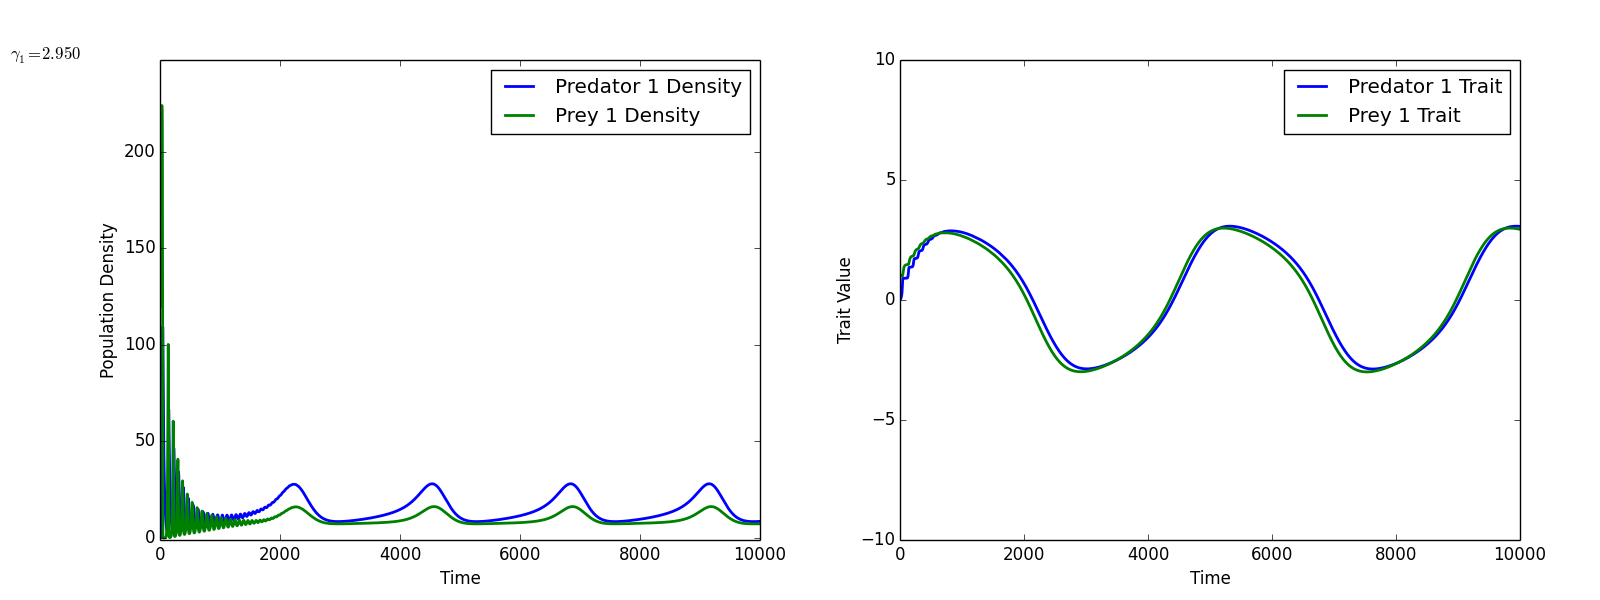 γ₁=2.950
Predator 1 Density
Prey 1 Density
Population Density
200
150
100
50
0
0 2000 4000 6000 8000 10000
Time
Predator 1 Trait
Prey 1 Trait
Trait Value
10
5
0
−5
−10
0 2000 4000 6000 8000 10000
Time